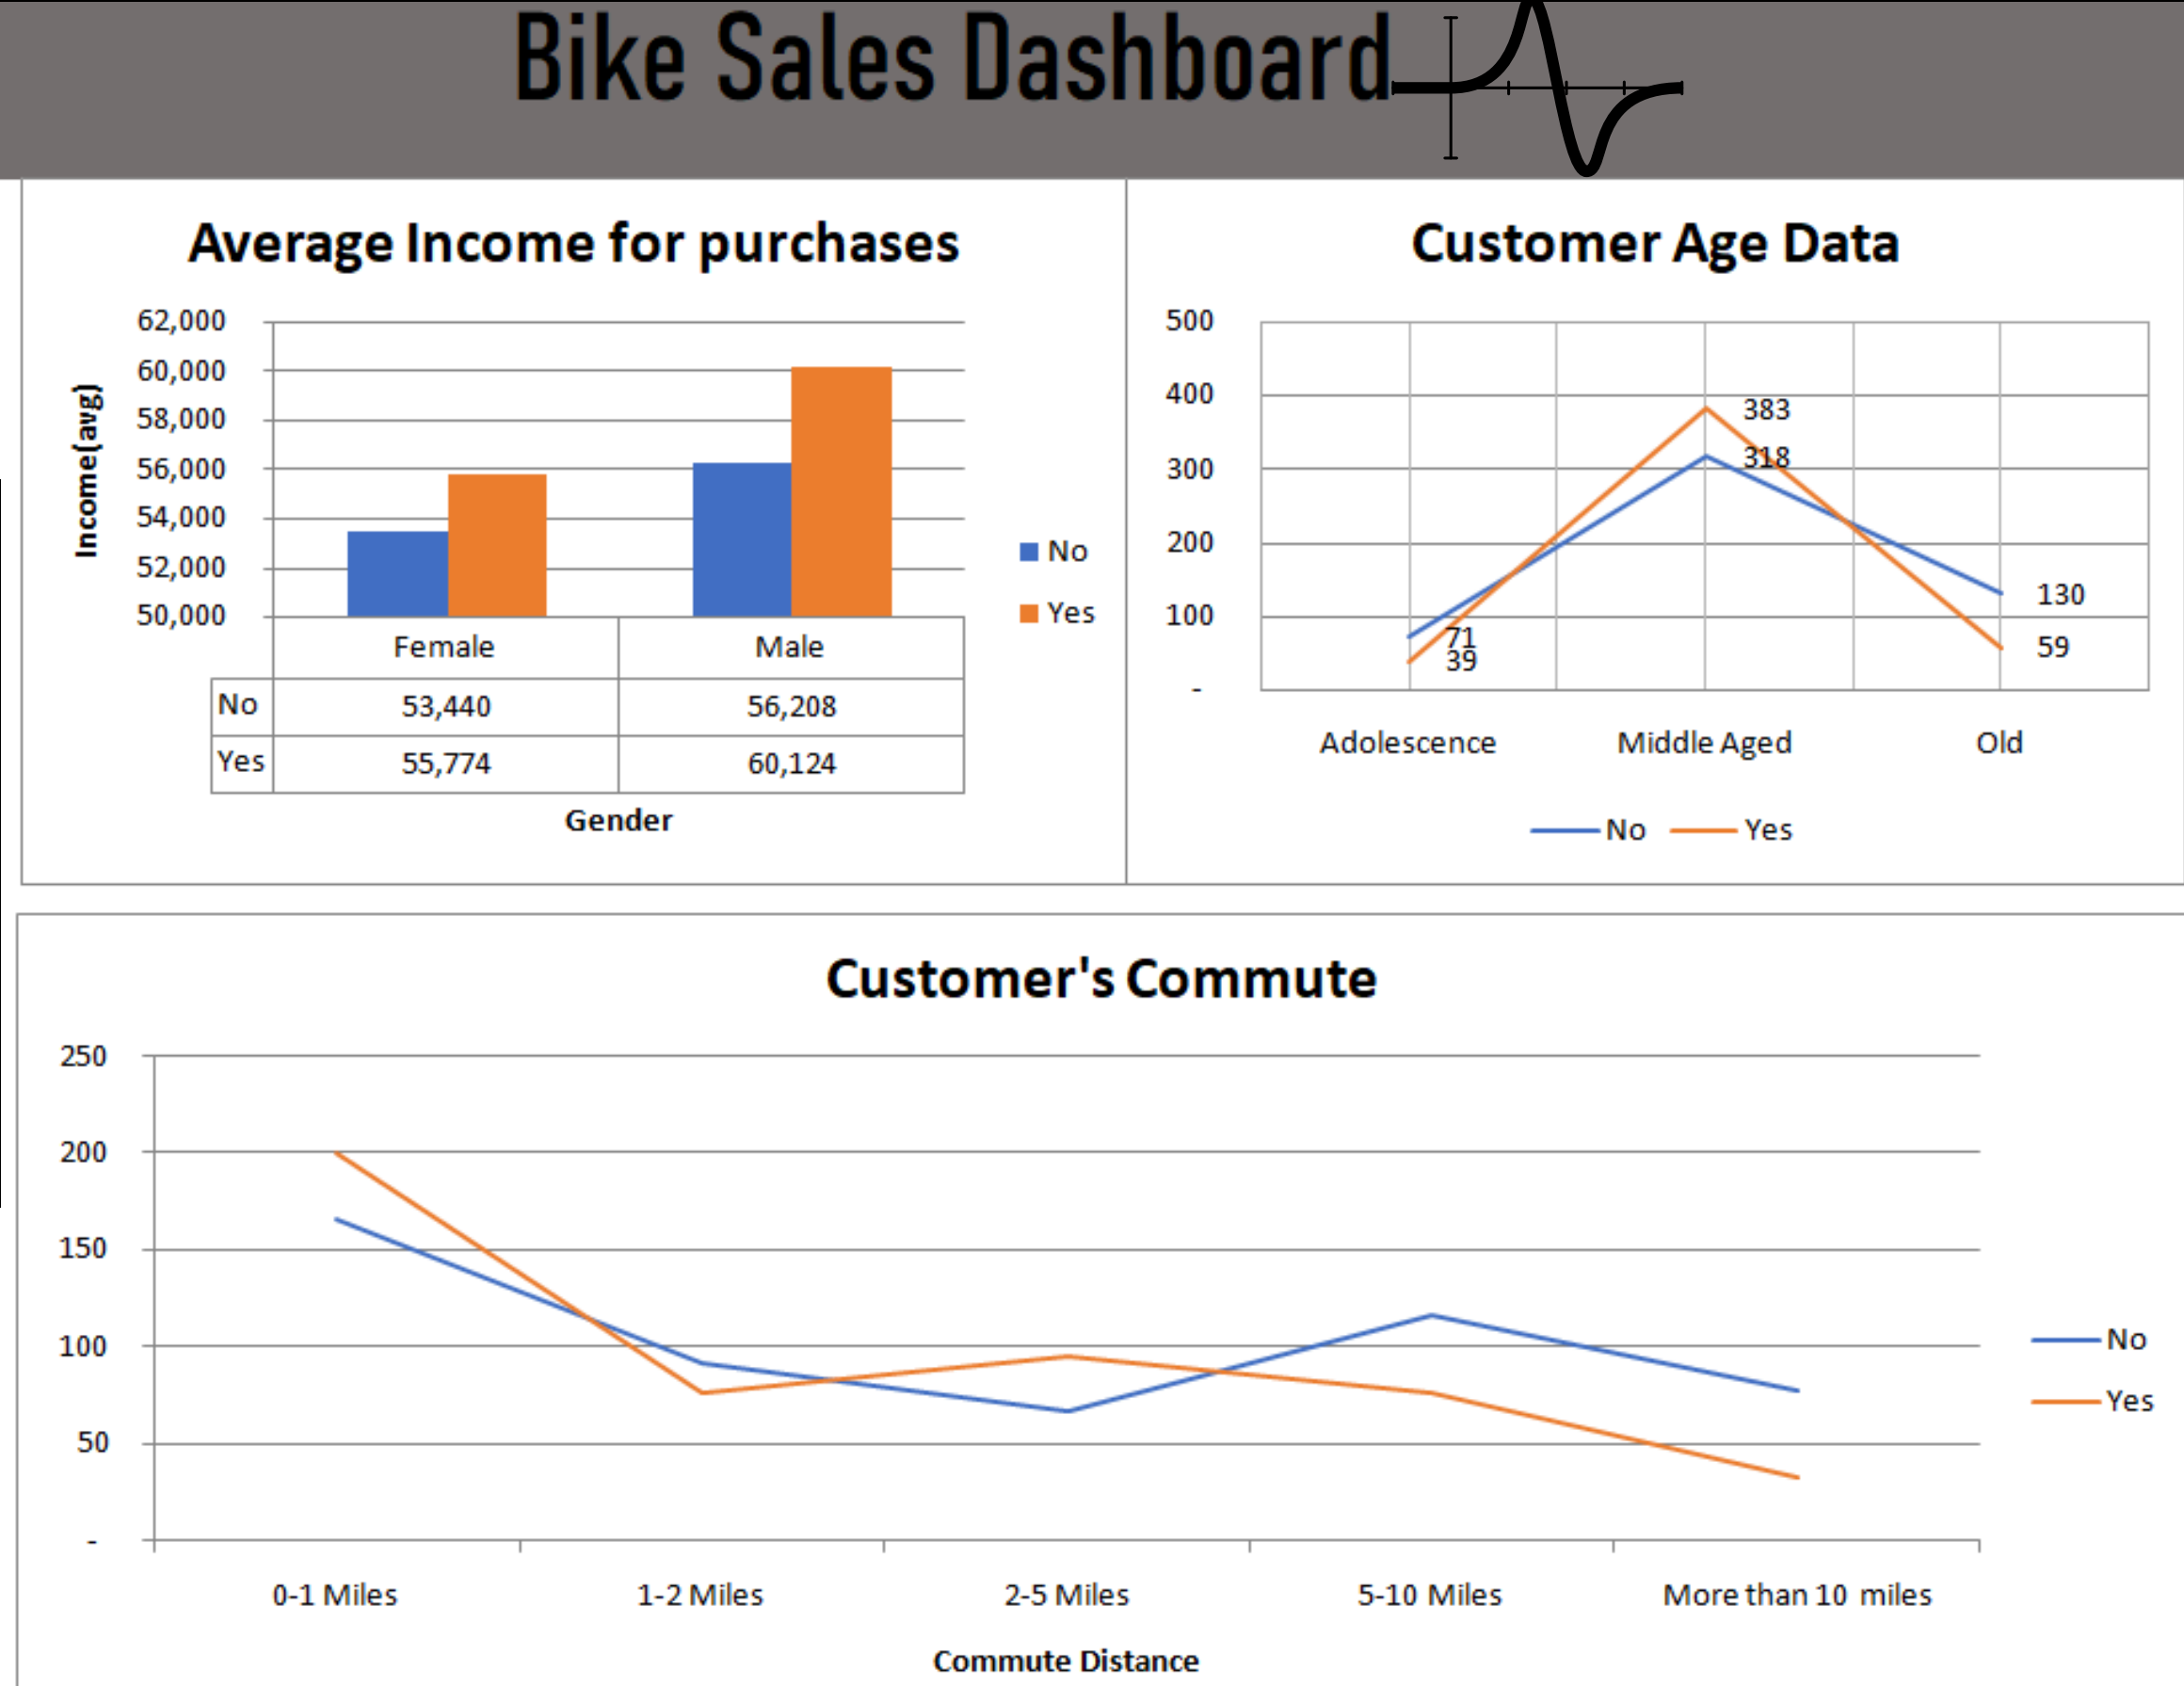 Bike Sales Dashboard
Average Income for purchases
62,000
60,000
58,000
56,000
54,000
52,000
50,000
Income(avg)
Female Male
No 53,440 56,208
Yes 55,774 60,124
Gender
No
Yes
Customer Age Data
500
400
300
200
100
-
383
318
71
39
130
59
Adolescence Middle Aged Old
No Yes
Customer's Commute
250
200
150
100
50
-
0-1 Miles 1-2 Miles 2-5 Miles 5-10 Miles More than 10 miles
Commute Distance
No
Yes